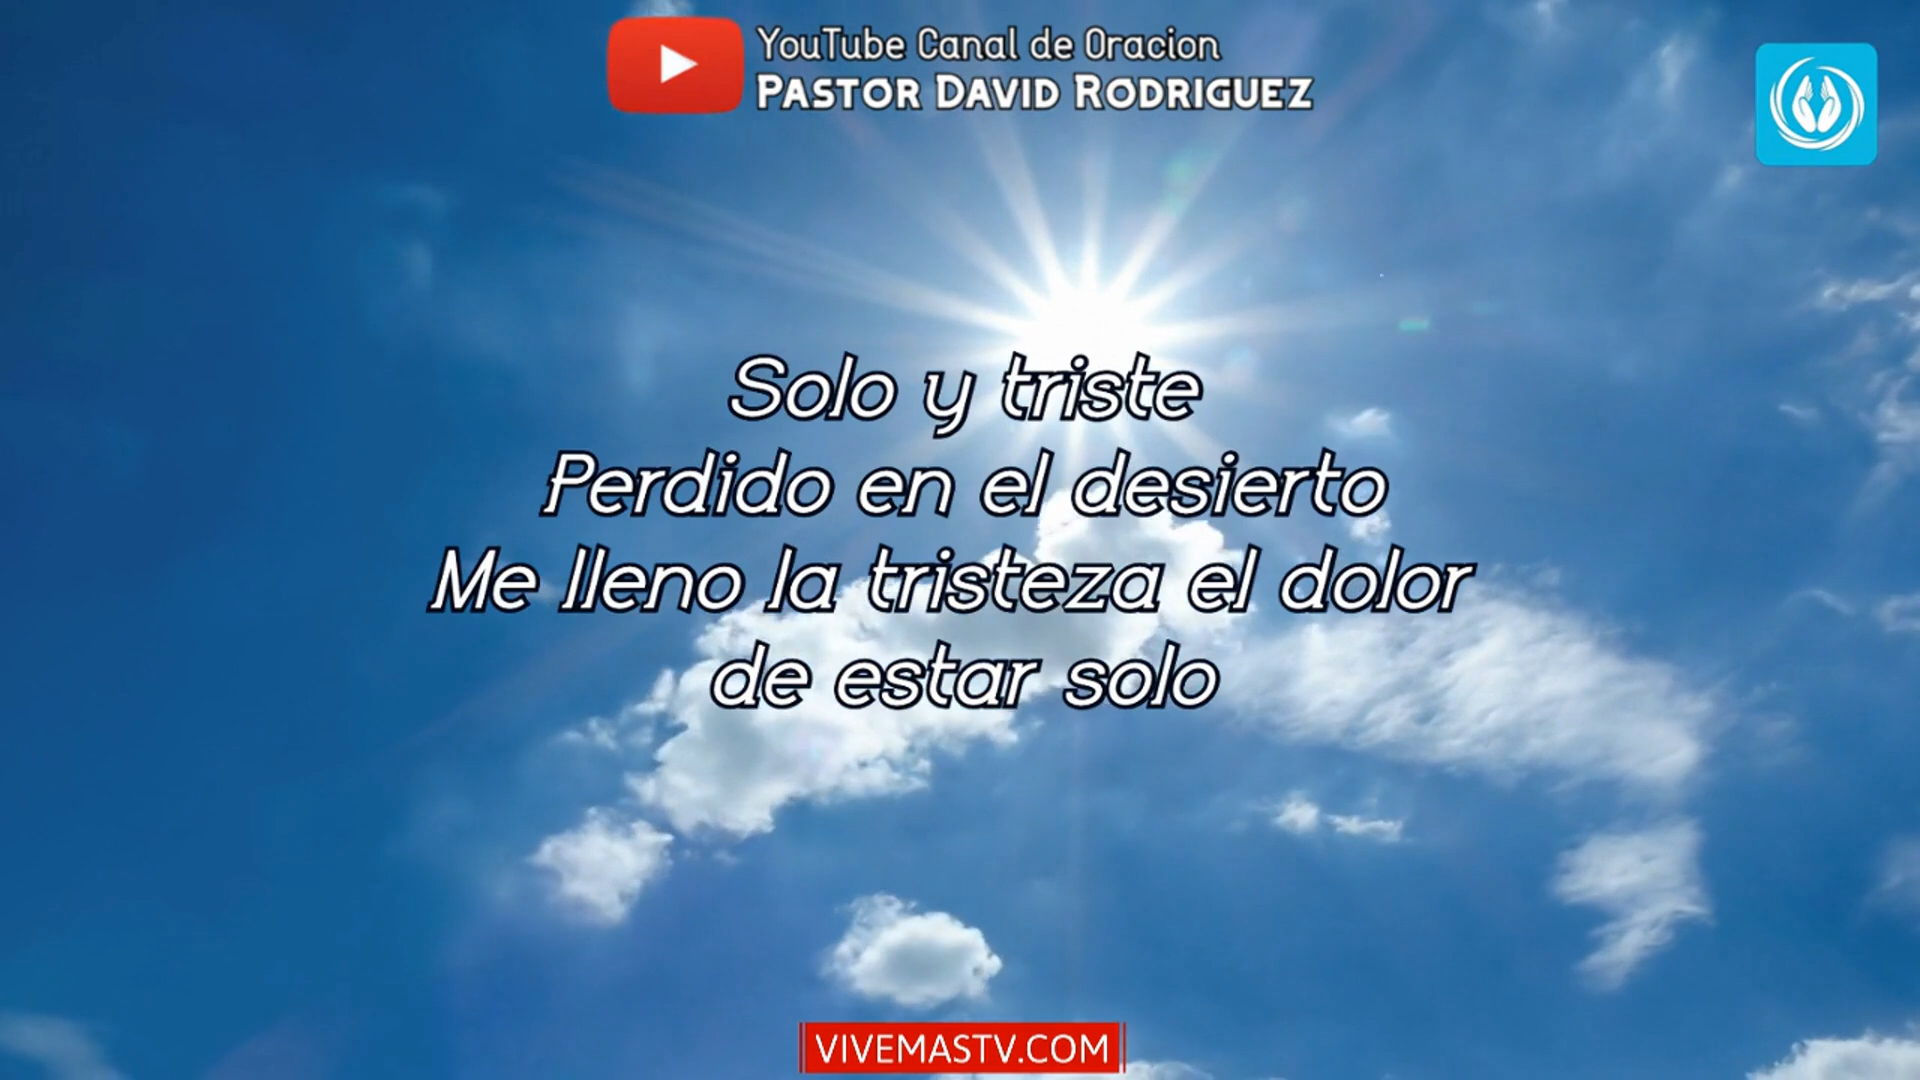 YouTube Canal de Oracion
PASTOR DAVID RODRIGUEZ
Solo y triste
Perdido en el desierto
Me lleno la tristeza el dolor
de estar solo
VIVEMASTV.COM